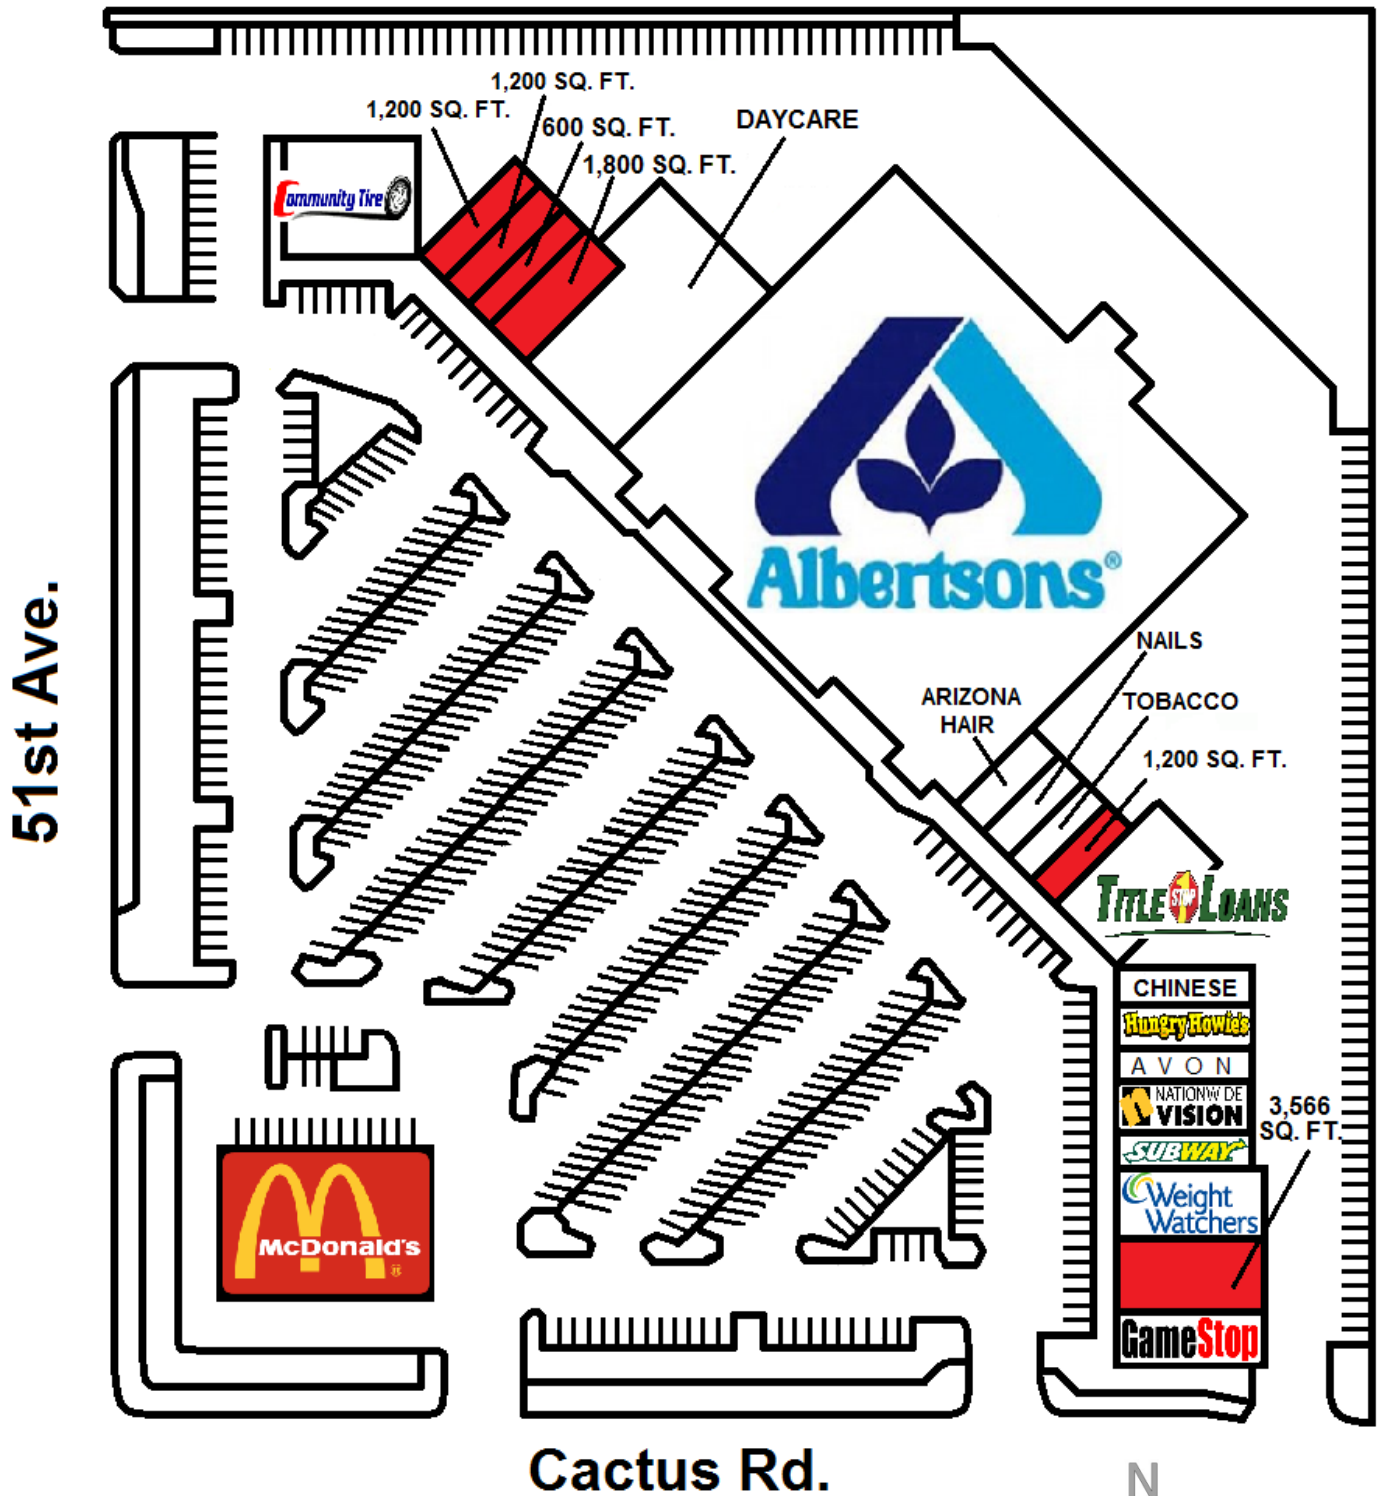 1,200 SQ. FT.
1,200 SQ. FT.
600 SQ. FT.
DAYCARE
1,800 SQ. FT.
Community Tire
Albertsons®
51st Ave.
NAILS
ARIZONA
HAIR
TOBACCO
1,200 SQ. FT.
TITLE 1 STOP LOANS
CHINESE
Hungry Howie's
AVON
NATIONWIDE
VISION
3,566
SQ. FT.
SUBWAY
Weight
Watchers
McDonald's
GameStop
Cactus Rd.
N